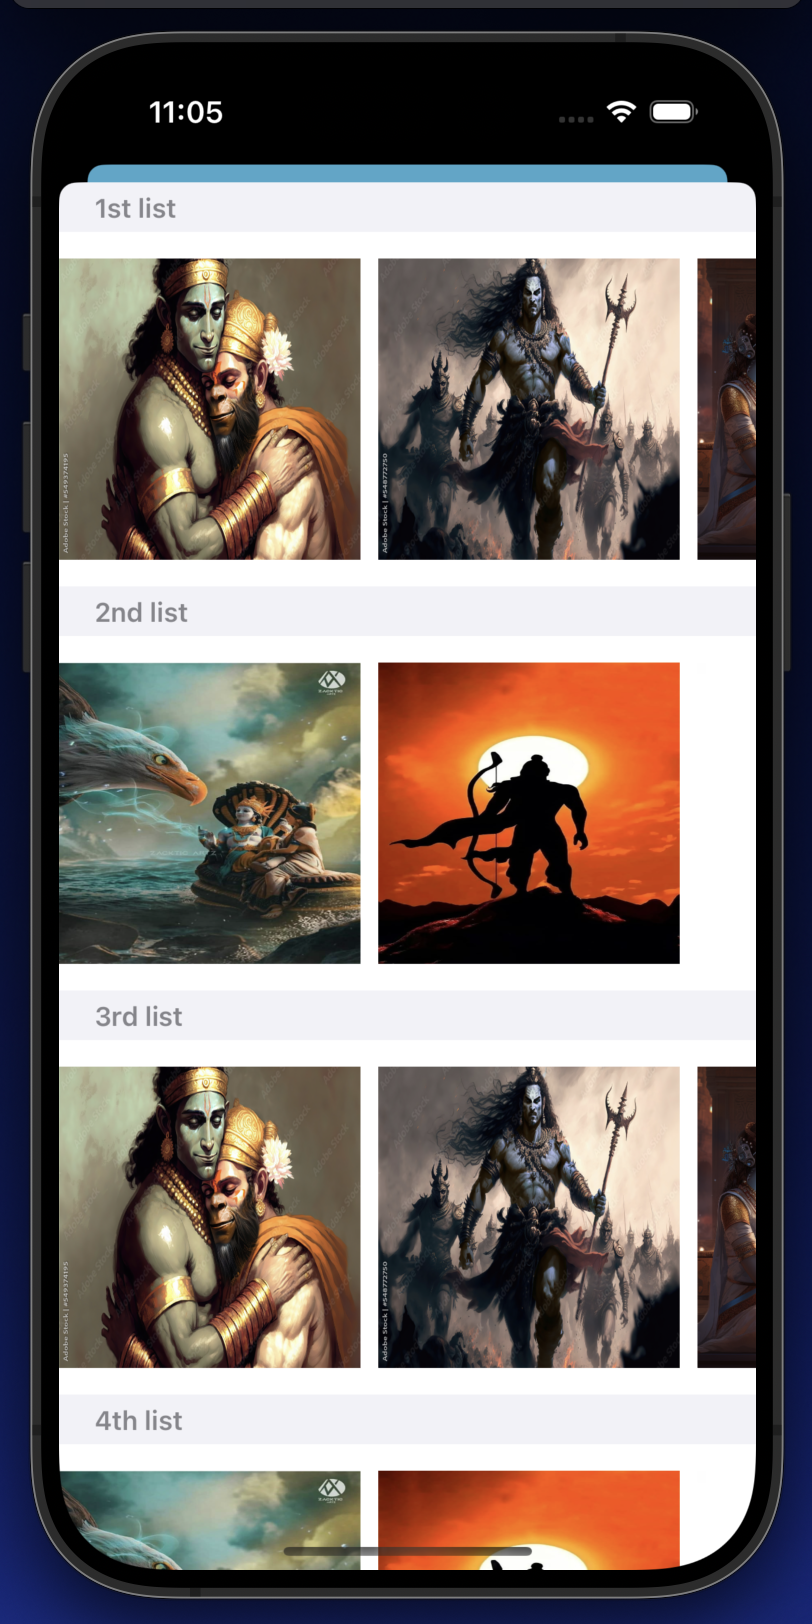 11:05
1st list
Adobe Stock | #549374195
Adobe Stock | #548772750
2nd list
3rd list
Adobe Stock | #549374195
Adobe Stock | #548772750
4th list